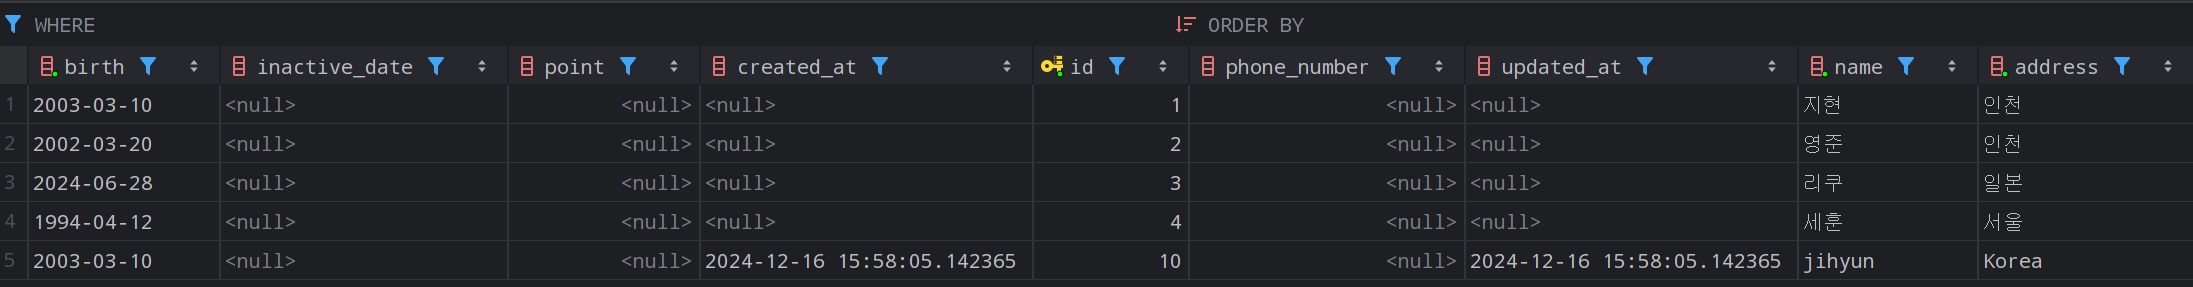 WHERE ORDER BY
birth inactive_date point created_at id phone_number updated_at name address
1 2003-03-10 <null> <null> <null> 1 <null> <null> 지현 인천
2 2002-03-20 <null> <null> <null> 2 <null> <null> 영준 인천
3 2024-06-28 <null> <null> <null> 3 <null> <null> 리쿠 일본
4 1994-04-12 <null> <null> <null> 4 <null> <null> 세훈 서울
5 2003-03-10 <null> <null> 2024-12-16 15:58:05.142365 10 <null> 2024-12-16 15:58:05.142365 jihyun Korea